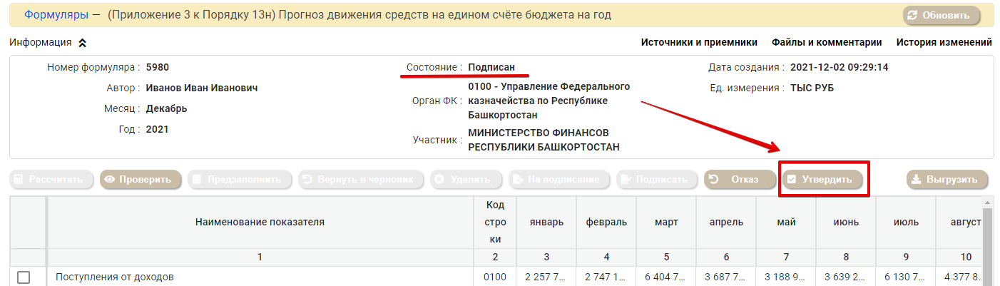 Формуляры — (Приложение 3 к Порядку 13н) Прогноз движения средств на едином счёте бюджета на год
Обновить
Информация
Источники и приемники Файлы и комментарии История изменений
Номер формуляра : 5980
Автор : Иванов Иван Иванович
Месяц : Декабрь
Год : 2021
Состояние : Подписан
Орган ФК : 0100 - Управление Федерального
казначейства по Республике
Башкортостан
Участник : МИНИСТЕРСТВО ФИНАНСОВ
РЕСПУБЛИКИ БАШКОРТОСТАН
Дата создания : 2021-12-02 09:29:14
Ед. измерения : ТЫС РУБ
Рассчитать Проверить Предзаполнить Вернуть в черновик Удалить На подписание Подписать Отказ Утвердить Выгрузить
Наименование показателя
Код
стро
ки
январь февраль март апрель май июнь июль август
1 2 3 4 5 6 7 8 9 10
Поступления от доходов 0100 2 257 7... 2 747 1... 6 404 7... 3 687 7... 3 188 9... 3 639 2... 6 130 7... 4 377 8...